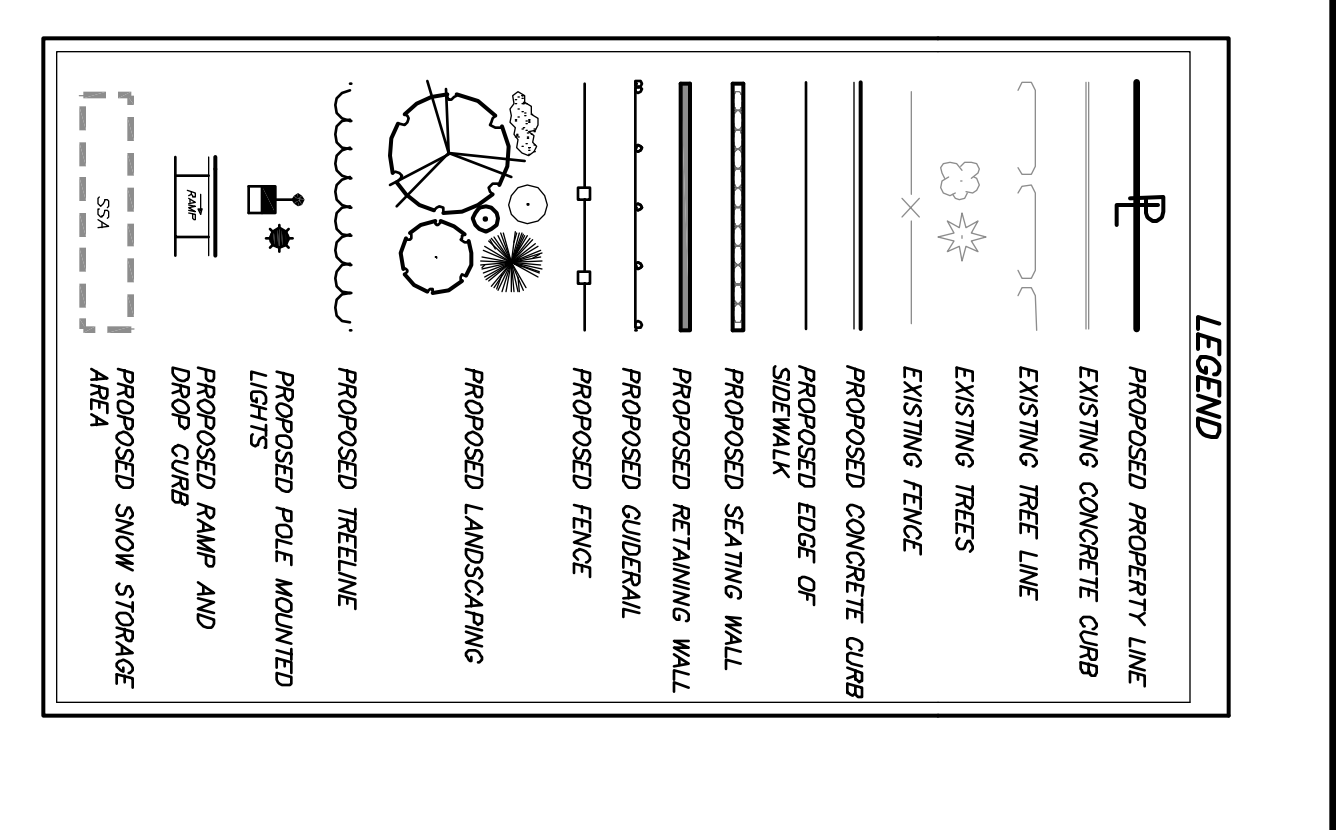 LEGEND
PL
PROPOSED PROPERTY LINE
EXISTING CONCRETE CURB
EXISTING TREE LINE
EXISTING TREES
EXISTING FENCE
PROPOSED CONCRETE CURB
PROPOSED EDGE OF
SIDEWALK
PROPOSED SEATING WALL
PROPOSED RETAINING WALL
PROPOSED GUIDERAIL
PROPOSED FENCE
PROPOSED LANDSCAPING
PROPOSED TREELINE
PROPOSED POLE MOUNTED
LIGHTS
RAMP
PROPOSED RAMP AND
DROP CURB
SSA
PROPOSED SNOW STORAGE
AREA